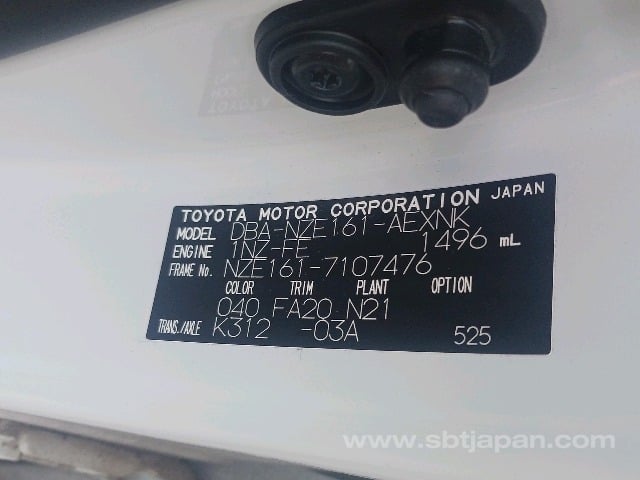 TOYOTA MOTOR CORPORATION JAPAN
MODEL DBA-NZE161-AEXNK
ENGINE 1NZ-FE 1496 mL
FRAME No. NZE161-7107476
COLOR TRIM PLANT OPTION
040 FA20 N21
TRANS./AXLE K312 -03A 525
www.sbtjapan.com